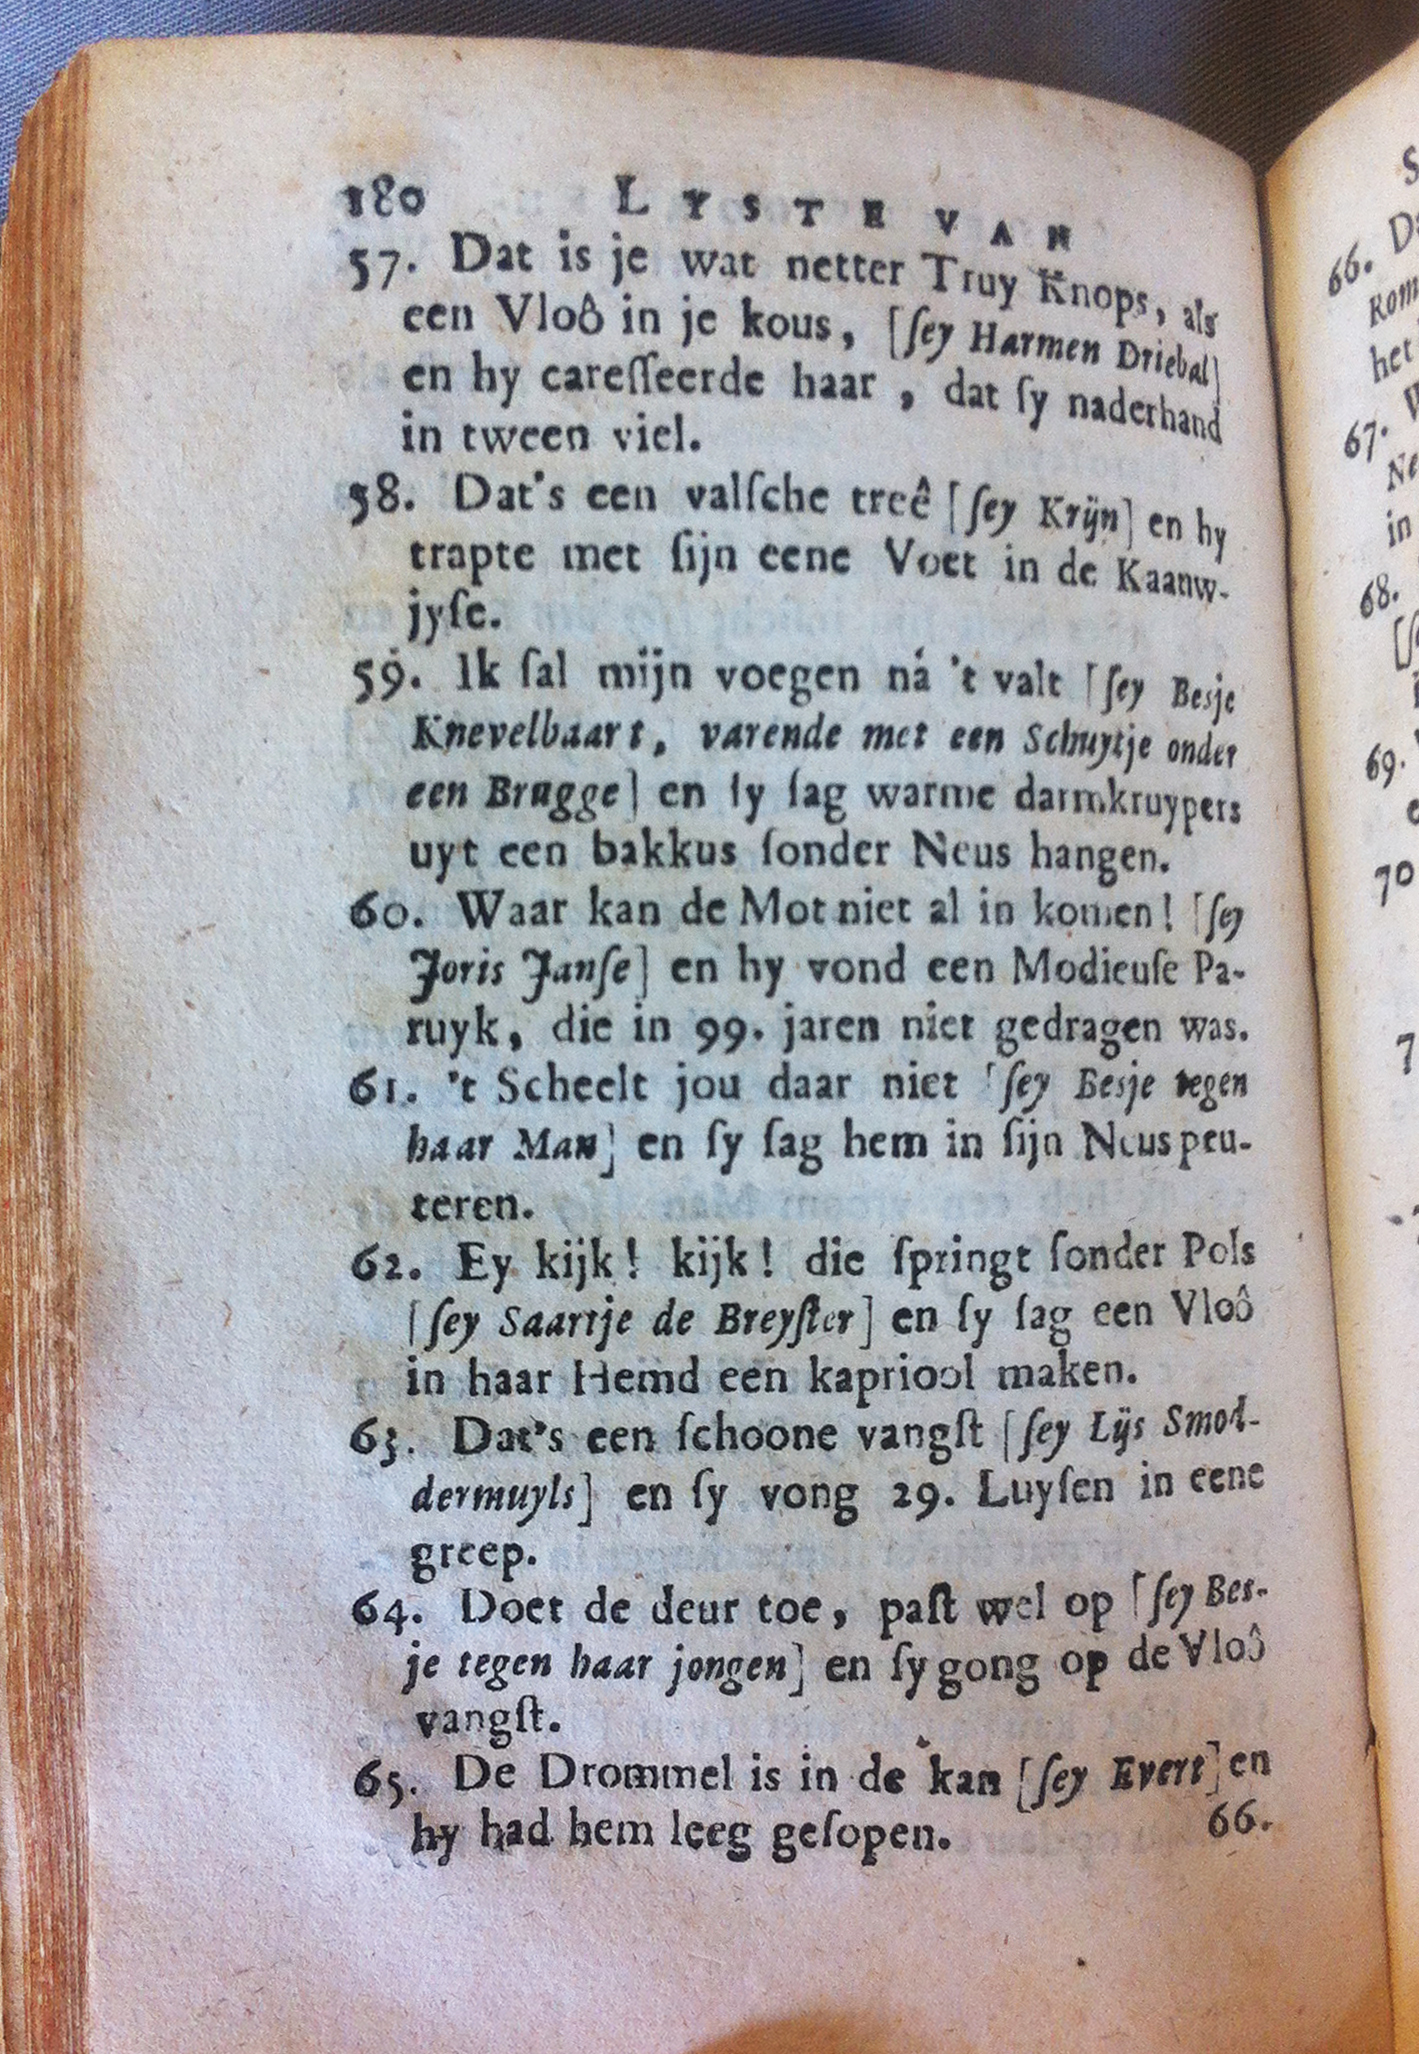 180 LYSTE VAN
57. Dat is je wat netter Truy Knops, als
een Vloô in je kous, [ſey Harmen Driebal]
en hy careſſeerde haar, dat ſy naderhand
in tween viel.
58. Dat's een valſche treê [ſey Krijn] en hy
trapte met ſijn eene Voet in de Kaanw-
jyſe.
59. Ik ſal mijn voegen ná 't valt [ſey Besje
Knevelbaart, varende met een Schuytje onder
een Brugge] en ſy ſag warme darmkruypers
uyt een bakkus ſonder Neus hangen.
60. Waar kan de Mot niet al in komen! [ſey
Joris Janſe] en hy vond een Modieuſe Pa-
ruyk, die in 99. jaren niet gedragen was.
61. 't Scheelt jou daar niet [ſey Besje tegen
haar Man] en ſy ſag hem in ſijn Neus peu-
teren.
62. Ey kijk! kijk! die ſpringt ſonder Pols
[ſey Saartje de Breyſter] en ſy ſag een Vloô
in haar Hemd een kapriool maken.
63. Dat's een ſchoone vangſt [ſey Lijs Smod-
dermuyls] en ſy vong 29. Luyſen in eene
greep.
64. Doet de deur toe, paſt wel op [ſey Bes-
je tegen haar jongen] en ſy gong op de Vloô
vangſt.
65. De Drommel is in de kan [ſey Evert] en
hy had hem leeg geſopen.
66.
66.
Rom
het
67.
in
68.
69.
70